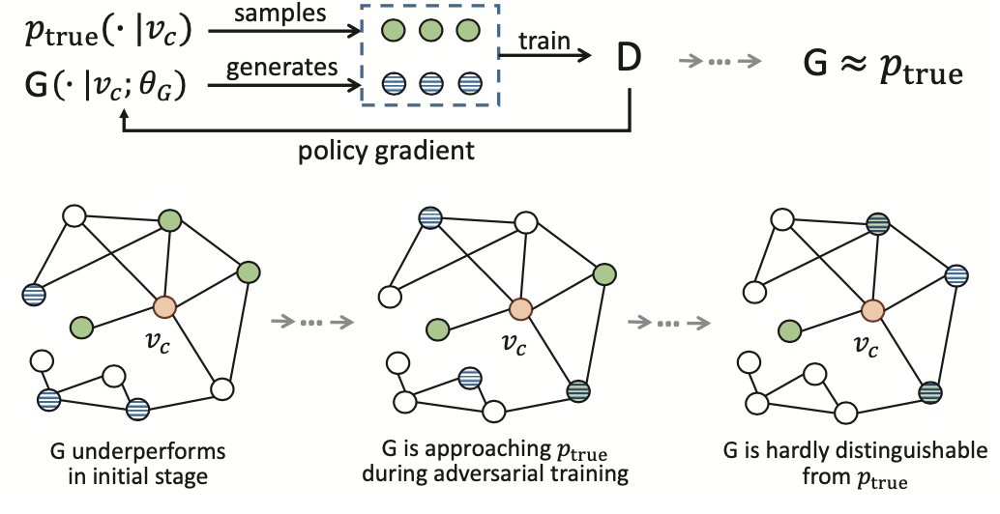 p_true(· |v_c)
samples
G(· |v_c; θ_G)
generates
train
D
G ≈ p_true
policy gradient
v_c
v_c
v_c
G underperforms
in initial stage
G is approaching p_true
during adversarial training
G is hardly distinguishable
from p_true